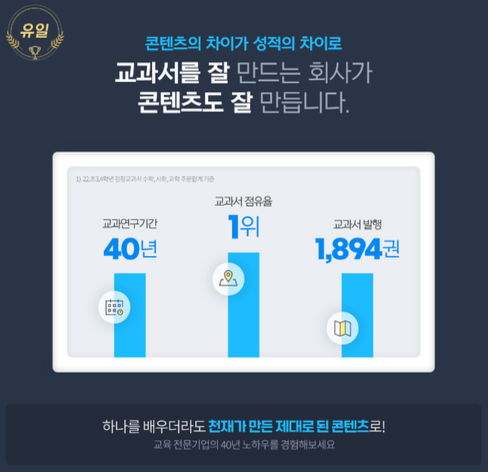 유일
콘텐츠의 차이가 성적의 차이로
교과서를 잘 만드는 회사가
콘텐츠도 잘 만듭니다.
1) 22.초3,4학년 검정교과서 수학, 사회, 과학 주문합계 기준
교과서 점유율
1위
교과연구기간
40년
교과서 발행
1,894권
하나를 배우더라도 천재가 만든 제대로 된 콘텐츠로!
교육 전문기업의 40년 노하우를 경험해보세요